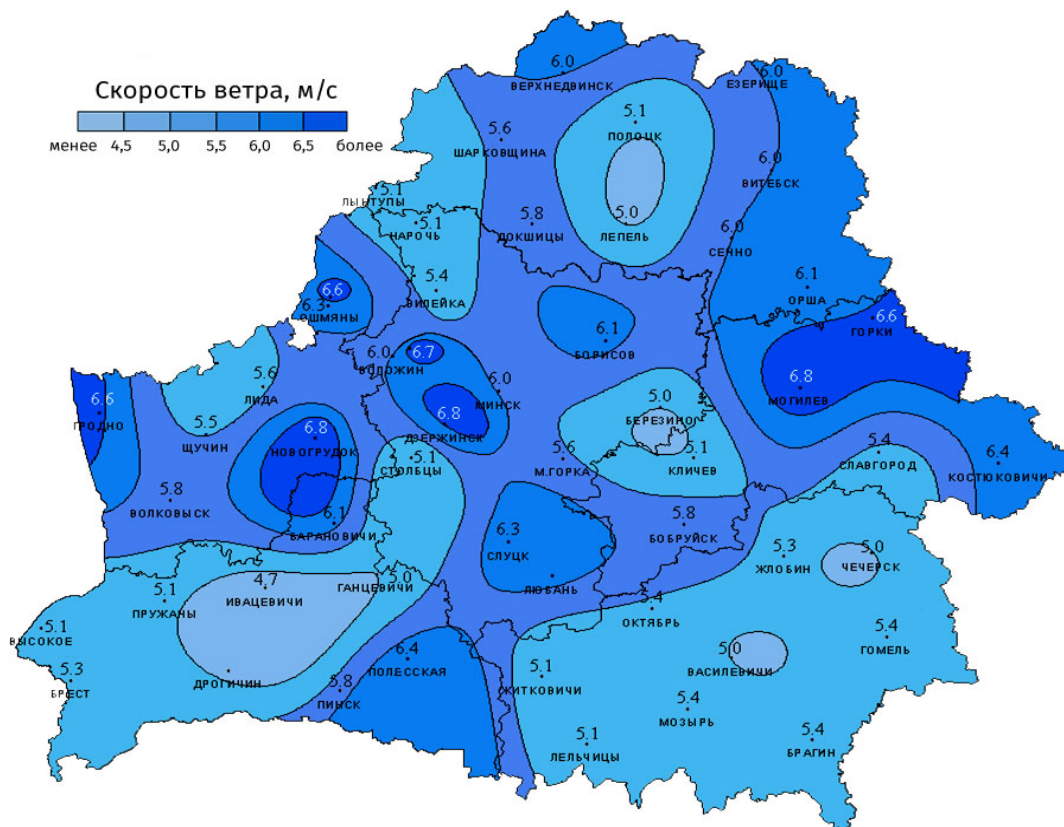 Скорость ветра, м/с
менее 4,5 5,0 5,5 6,0 6,5 более
6.0
ВЕРХНЕДВИНСК
6.0
ЕЗЕРИЩЕ
5.1
ПОЛОЦК
5.6
ШАРКОВЩИНА
6.0
ВИТЕБСК
5.1
ЛЫНТУПЫ
5.1
НАРОЧЬ
5.8
ДОКШИЦЫ
5.0
ЛЕПЕЛЬ
6.0
СЕННО
5.4
ВИЛЕЙКА
6.1
ОРША
6.6
6.3
ОШМЯНЫ
6.6
ГОРКИ
6.1
БОРИСОВ
6.0
ВОЛОЖИН
6.7
6.0
МИНСК
5.6
ЛИДА
6.8
МОГИЛЕВ
6.6
ГРОДНО
5.5
ЩУЧИН
6.8
НОВОГРУДОК
6.8
ДЗЕРЖИНСК
5.0
БЕРЕЗИНО
5.1
СТОЛБЦЫ
5.6
М.ГОРКА
5.1
КЛИЧЕВ
5.4
СЛАВГОРОД
6.4
КОСТЮКОВИЧИ
5.8
ВОЛКОВЫСК
6.1
БАРАНОВИЧИ
6.3
СЛУЦК
5.8
БОБРУЙСК
5.3
ЖЛОБИН
5.0
ЧЕЧЕРСК
5.1
ПРУЖАНЫ
4.7
ИВАЦЕВИЧИ
5.0
ГАНЦЕВИЧИ
ЛЮБАНЬ
5.4
ОКТЯБРЬ
5.1
ВЫСОКОЕ
5.4
ГОМЕЛЬ
5.3
БРЕСТ
ДРОГИЧИН
6.4
ПОЛЕССКАЯ
5.0
ВАСИЛЕВИЧИ
5.8
ПИНСК
5.1
ЖИТКОВИЧИ
5.4
МОЗЫРЬ
5.1
ЛЕЛЬЧИЦЫ
5.4
БРАГИН